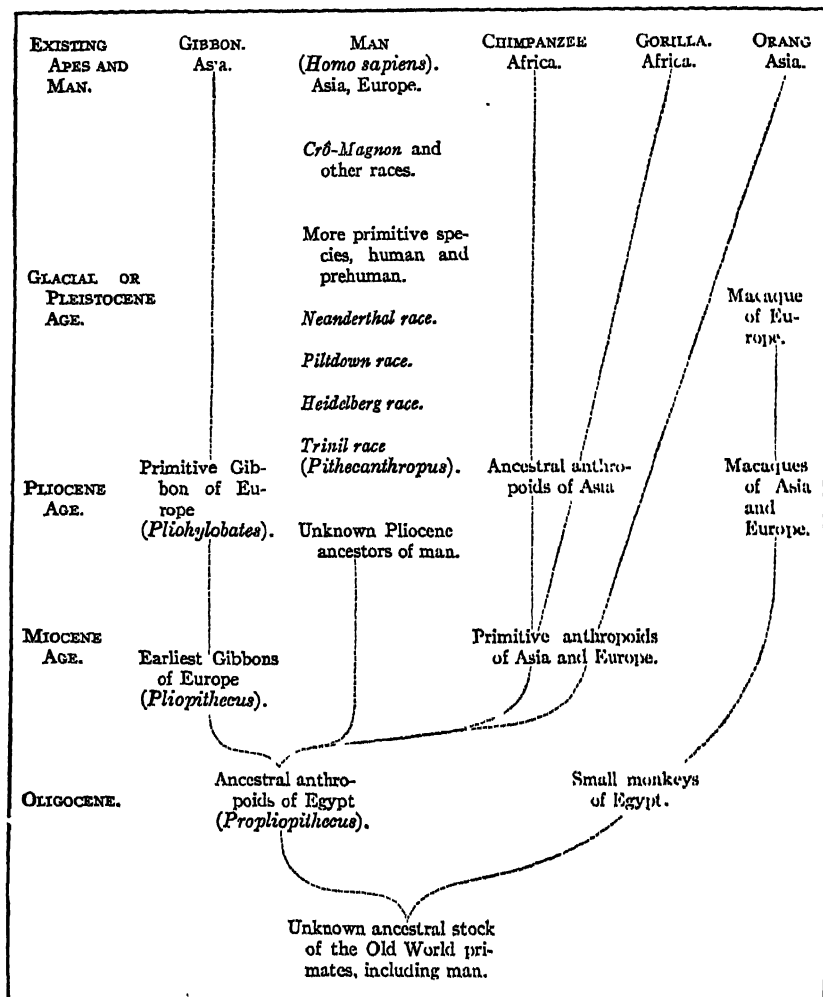 EXISTING APES AND MAN.
GIBBON. Asia.
MAN (Homo sapiens). Asia, Europe.
CHIMPANZEE Africa.
GORILLA. Africa.
ORANG Asia.
Crô-Magnon and
other races.
More primitive spe-
cies, human and
prehuman.
GLACIAL OR
PLEISTOCENE
AGE.
Neanderthal race.
Piltdown race.
Heidelberg race.
Trinil race
(Pithecanthropus).
Macaque
of Eu-
rope.
PLIOCENE
AGE.
Primitive Gib-
bon of Eu-
rope
(Pliohylobates).
Unknown Pliocene
ancestors of man.
Ancestral anthro-
poids of Asia
Macaques
of Asia
and
Europe.
MIOCENE
AGE.
Earliest Gibbons
of Europe
(Pliopithecus).
Primitive anthropoids
of Asia and Europe.
OLIGOCENE.
Ancestral anthro-
poids of Egypt
(Propliopithecus).
Small monkeys
of Egypt.
Unknown ancestral stock
of the Old World pri-
mates, including man.